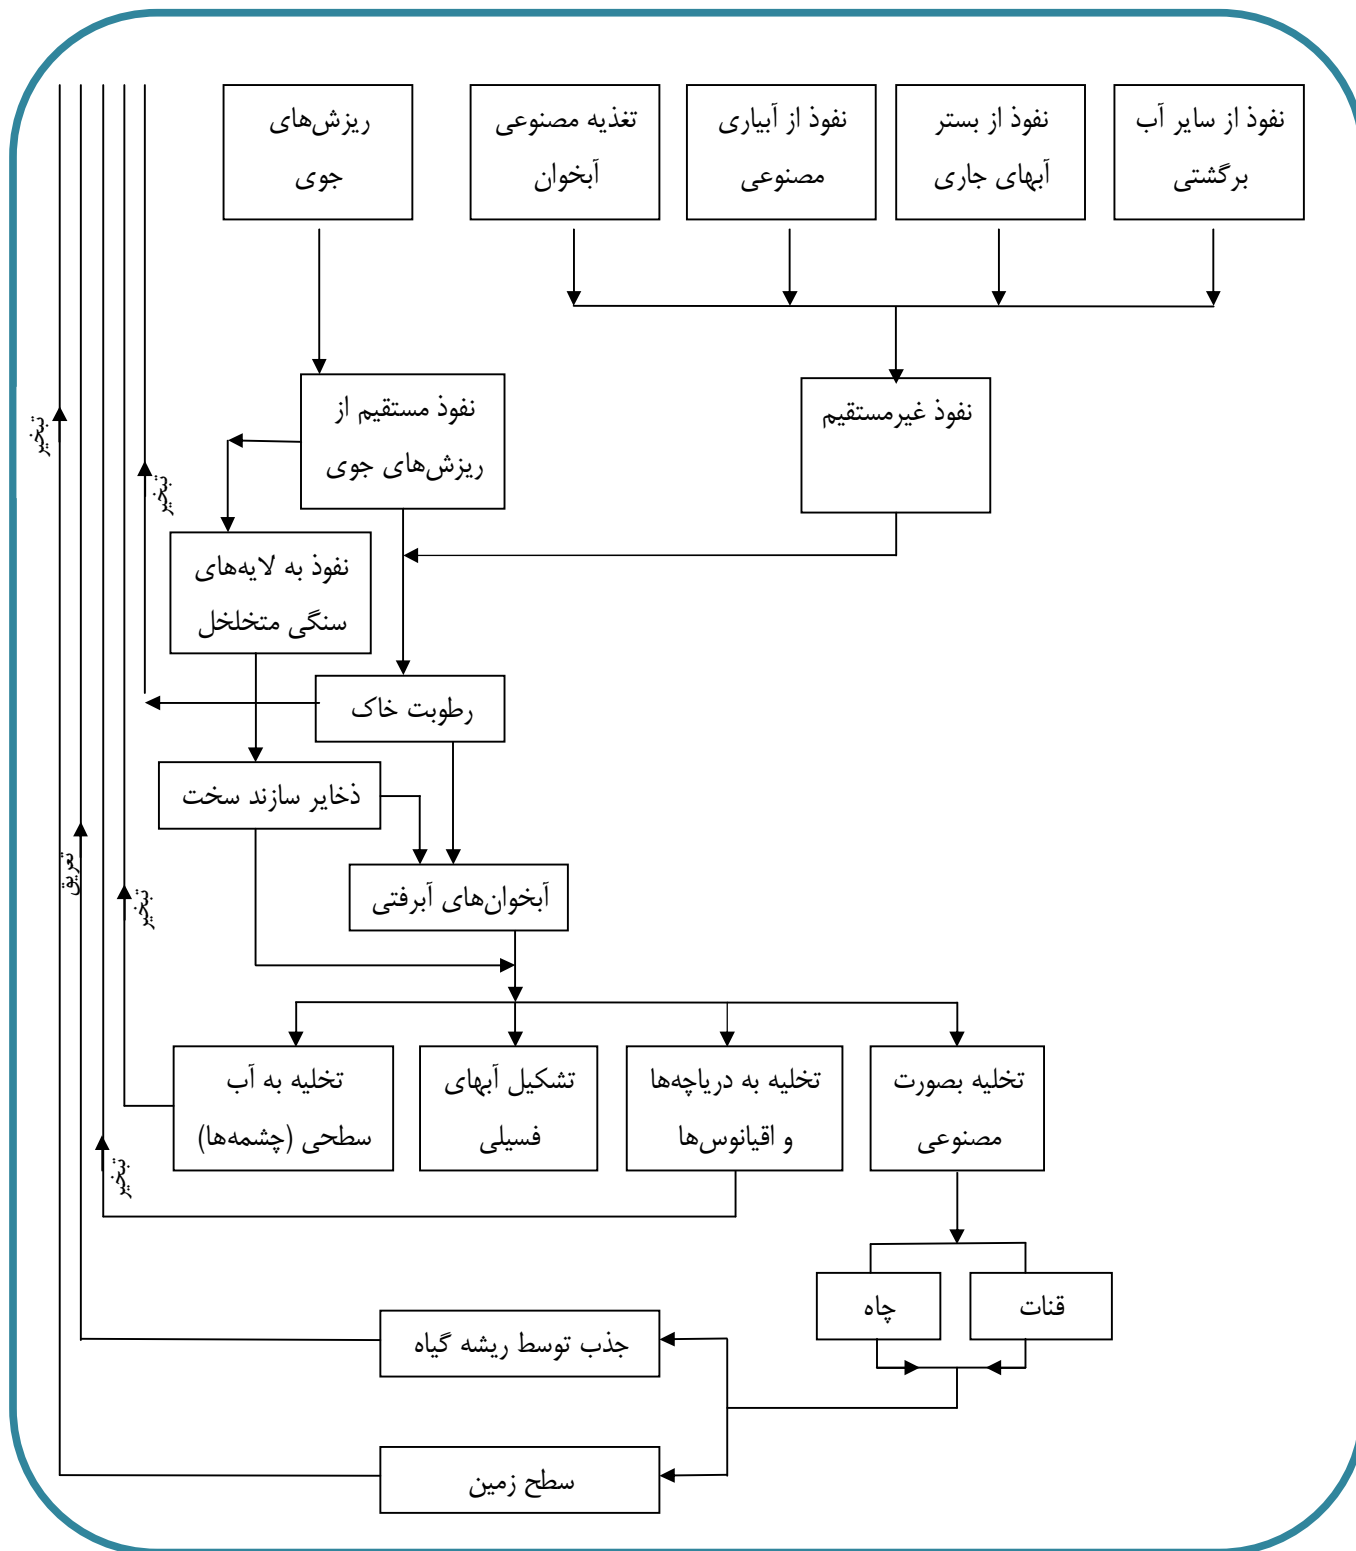 نفوذ از سایر آب
برگشتی
نفوذ از بستر
آبهای جاری
نفوذ از آبیاری
مصنوعی
تغذیه مصنوعی
آبخوان
ریزش‌های
جوی
نفوذ مستقیم از
ریزش‌های جوی
نفوذ غیرمستقیم
تبخیر
تبخیر
نفوذ به لایه‌های
سنگی متخلخل
رطوبت خاک
ذخایر سازند سخت
آبخوان‌های آبرفتی
تعریق
تبخیر
تخلیه بصورت
مصنوعی
تخلیه به دریاچه‌ها
و اقیانوس‌ها
تشکیل آبهای
فسیلی
تخلیه به آب
سطحی (چشمه‌ها)
تبخیر
قنات
چاه
جذب توسط ریشه گیاه
سطح زمین